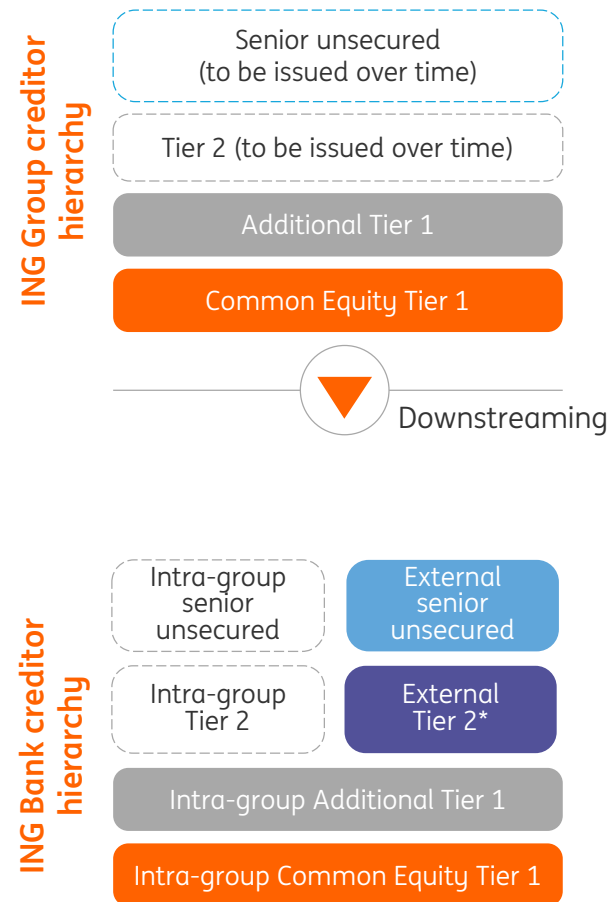 ING Group creditor
hierarchy
Senior unsecured
(to be issued over time)
Tier 2 (to be issued over time)
Additional Tier 1
Common Equity Tier 1
Downstreaming
ING Bank creditor
hierarchy
Intra-group
senior
unsecured
External
senior
unsecured
Intra-group
Tier 2
External
Tier 2*
Intra-group Additional Tier 1
Intra-group Common Equity Tier 1